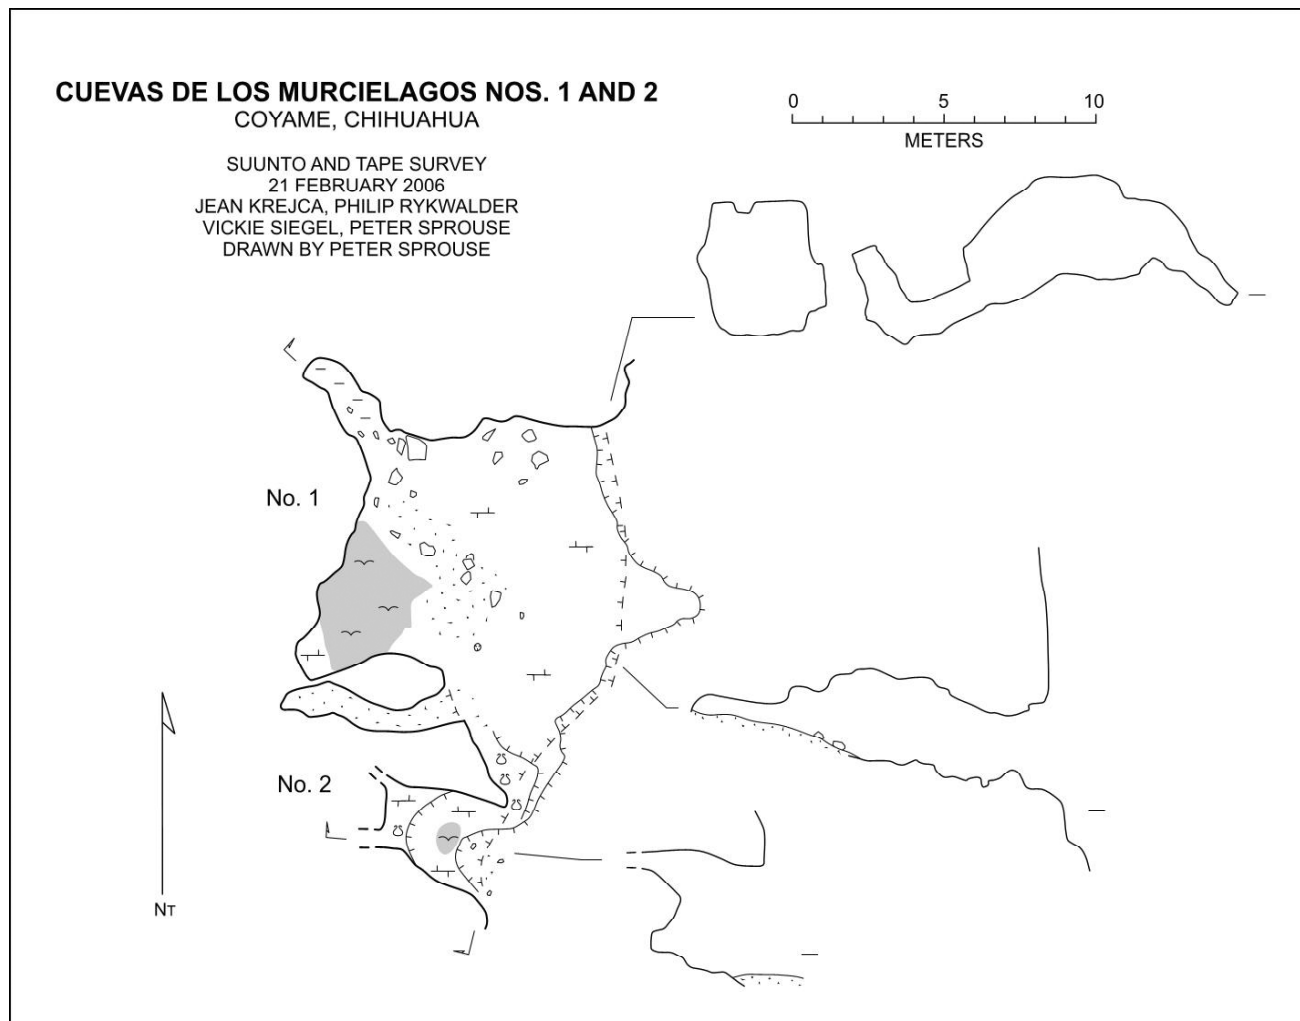 CUEVAS DE LOS MURCIELAGOS NOS. 1 AND 2
COYAME, CHIHUAHUA
SUUNTO AND TAPE SURVEY
21 FEBRUARY 2006
JEAN KREJCA, PHILIP RYKWALDER
VICKIE SIEGEL, PETER SPROUSE
DRAWN BY PETER SPROUSE
0 5 10
METERS
No. 1
No. 2
NT